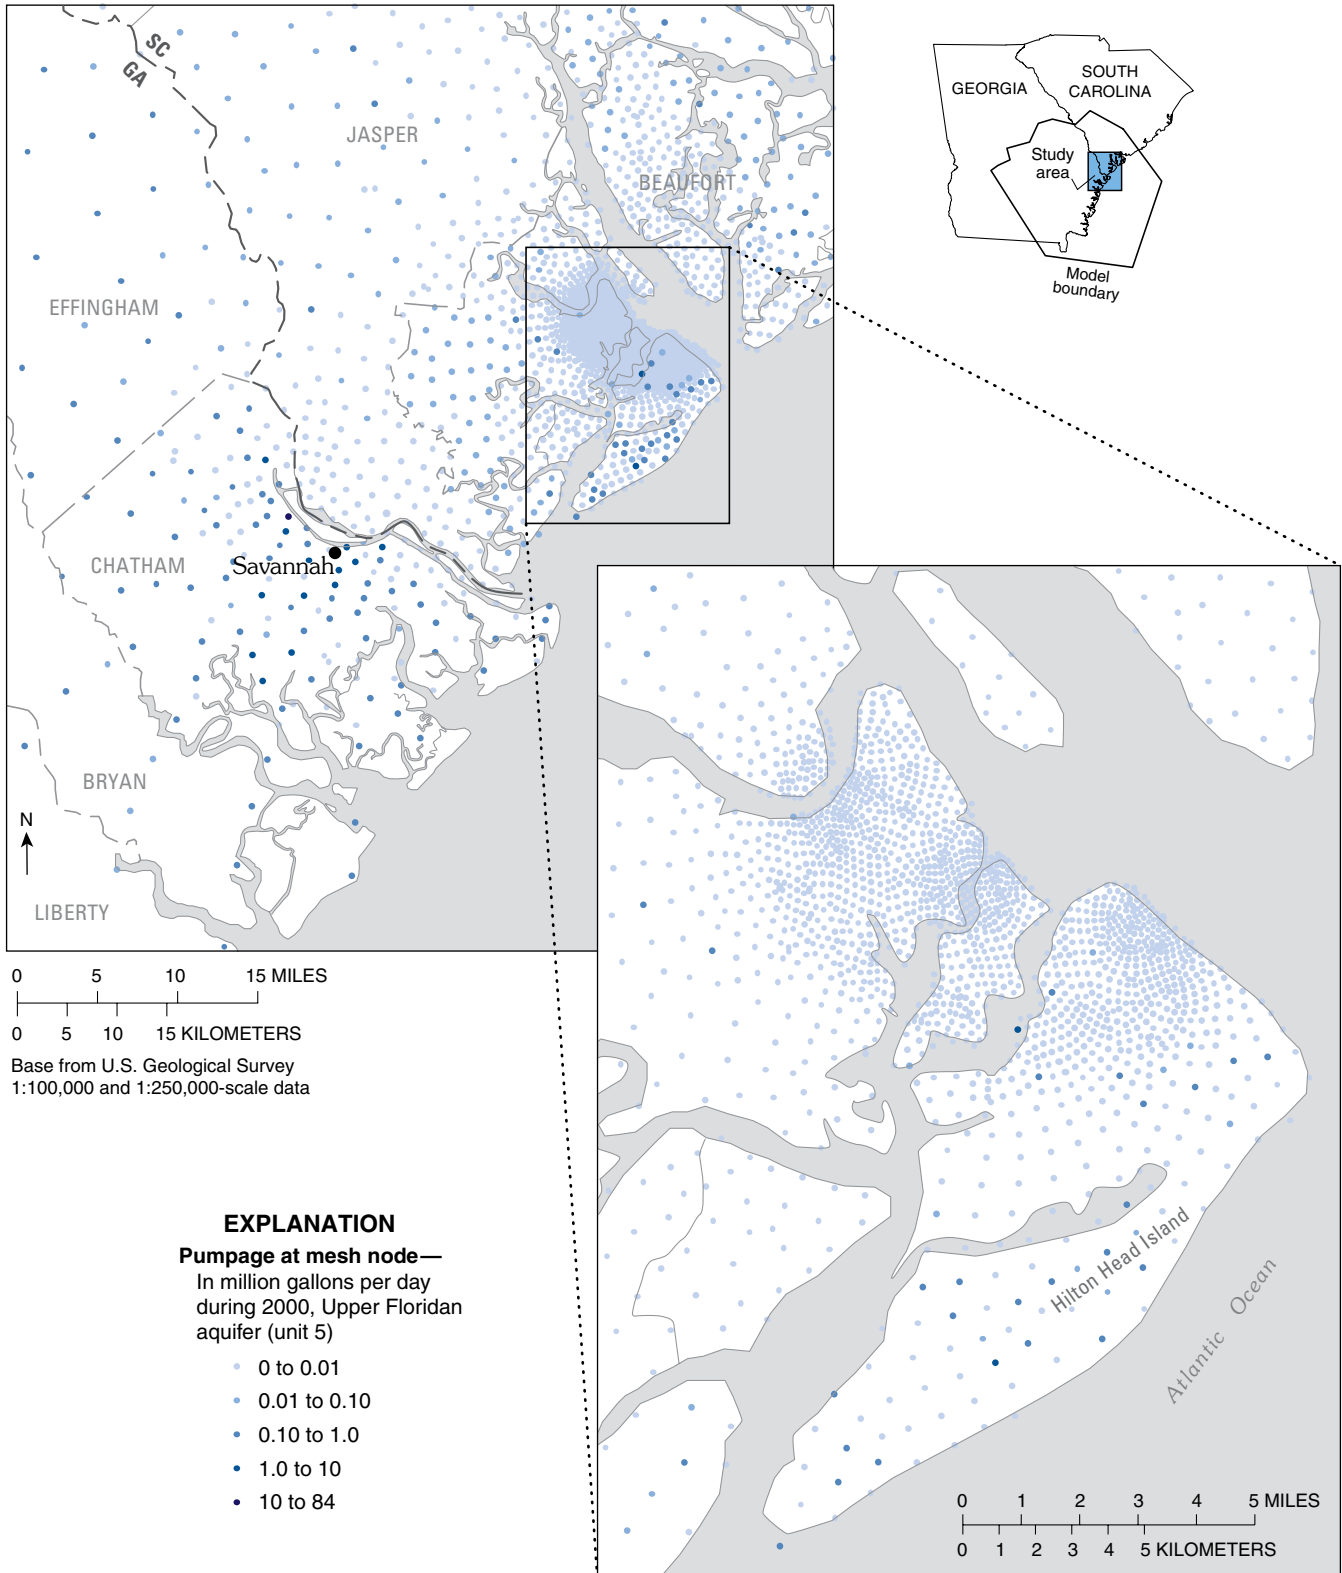 SC
GA
JASPER
BEAUFORT
EFFINGHAM
CHATHAM
Savannah
BRYAN
N
LIBERTY
GEORGIA
SOUTH
CAROLINA
Study
area
Model
boundary
0 5 10 15 MILES
0 5 10 15 KILOMETERS
Base from U.S. Geological Survey
1:100,000 and 1:250,000-scale data
EXPLANATION
Pumpage at mesh node—
In million gallons per day
during 2000, Upper Floridan
aquifer (unit 5)
0 to 0.01
0.01 to 0.10
0.10 to 1.0
1.0 to 10
10 to 84
Hilton Head Island
Atlantic Ocean
0 1 2 3 4 5 MILES
0 1 2 3 4 5 KILOMETERS